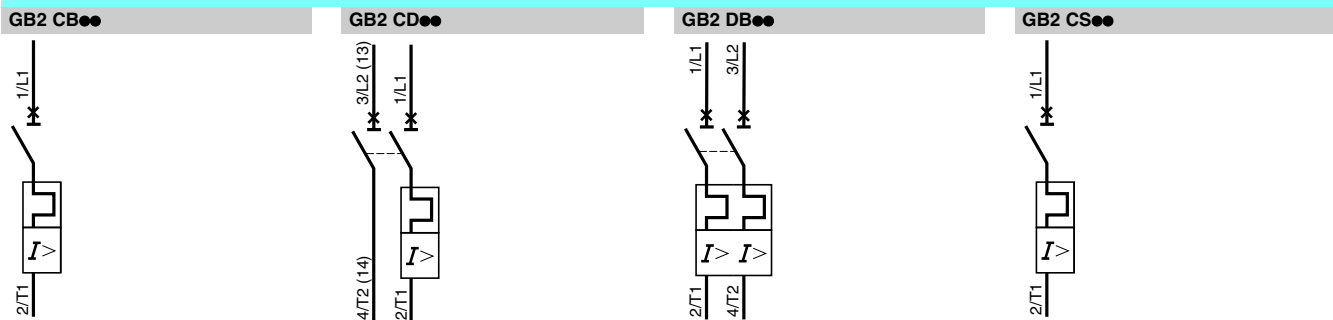 GB2 CB●●
GB2 CD●●
GB2 DB●●
GB2 CS●●
1/L1
3/L2 (13)
1/L1
1/L1
3/L2
1/L1
I>
I>
I> I>
I>
2/T1
4/T2 (14)
2/T1
2/T1
4/T2
2/T1